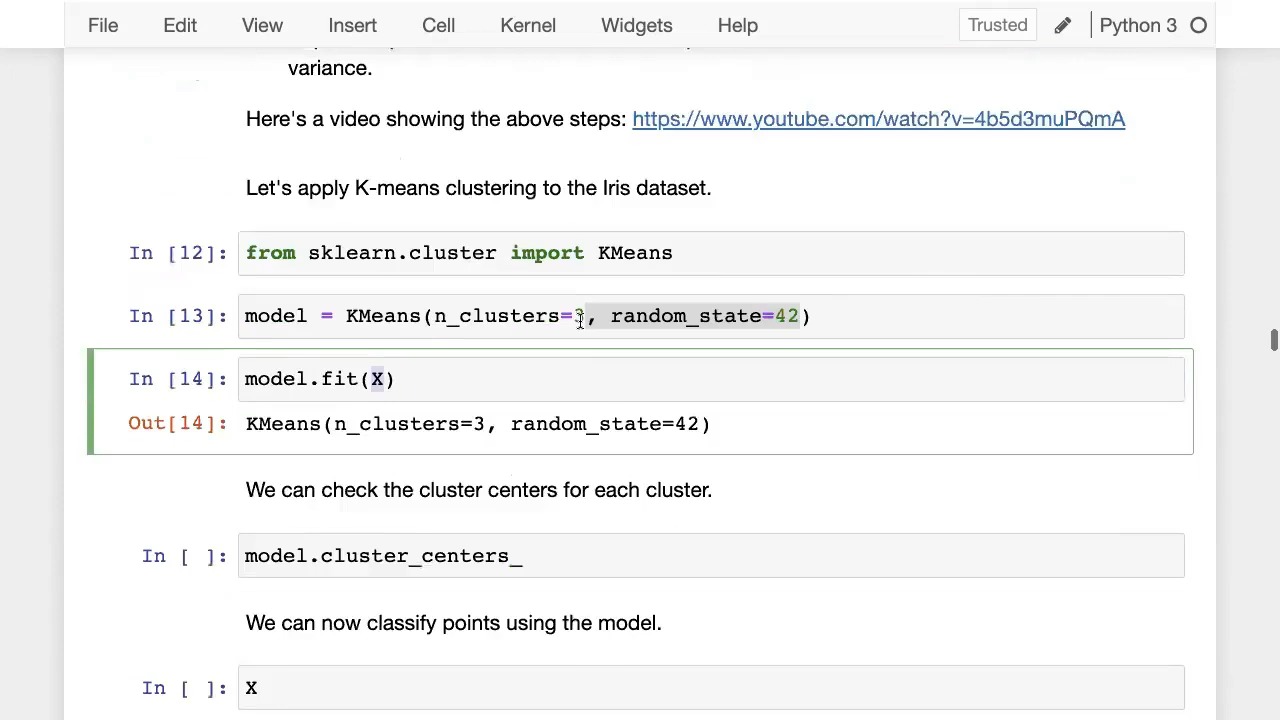 File Edit View Insert Cell Kernel Widgets Help Trusted Python 3
variance.
Here's a video showing the above steps: https://www.youtube.com/watch?v=4b5d3muPQmA
Let's apply K-means clustering to the Iris dataset.
In [12]: from sklearn.cluster import KMeans
In [13]: model = KMeans(n_clusters=3, random_state=42)
In [14]: model.fit(X)
Out[14]: KMeans(n_clusters=3, random_state=42)
We can check the cluster centers for each cluster.
In [ ]: model.cluster_centers_
We can now classify points using the model.
In [ ]: X